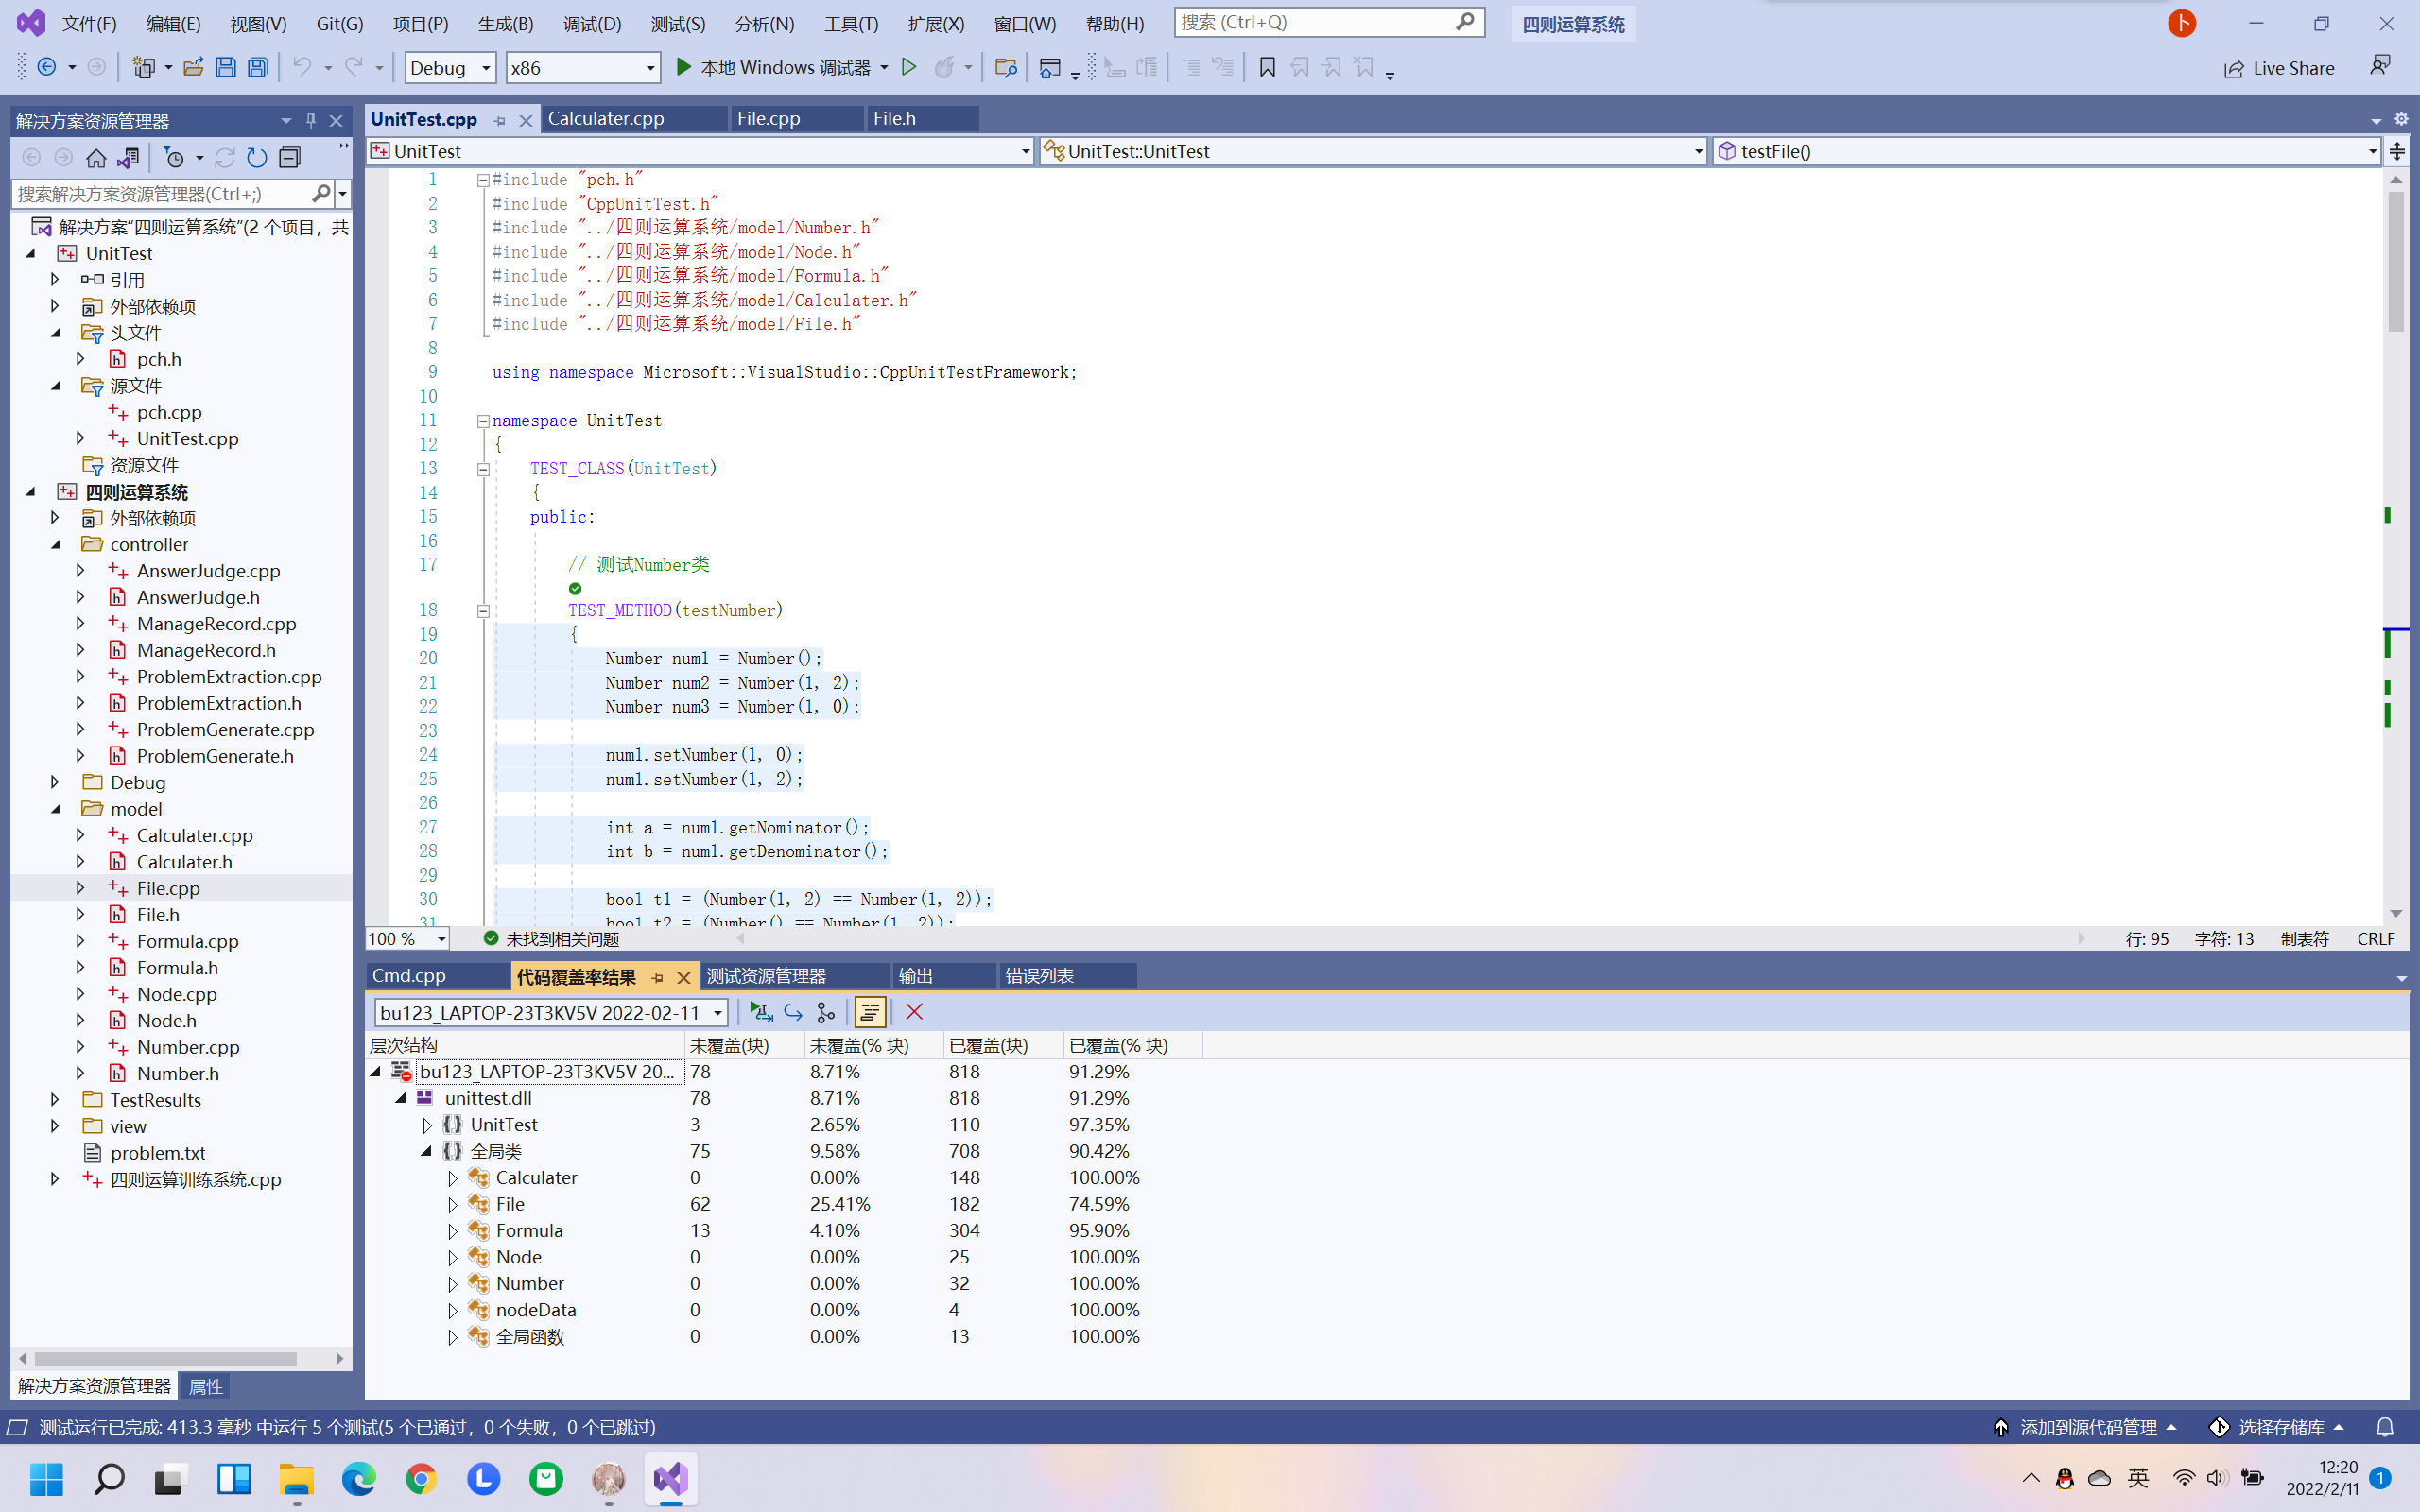 文件(F) 编辑(E) 视图(V) Git(G) 项目(P) 生成(B) 调试(D) 测试(S) 分析(N) 工具(T) 扩展(X) 窗口(W) 帮助(H) 搜索 (Ctrl+Q) 四则运算系统 卜
Debug x86 本地 Windows 调试器 Live Share
解决方案资源管理器
搜索解决方案资源管理器(Ctrl+;)
解决方案“四则运算系统”(2 个项目，共
UnitTest
引用
外部依赖项
头文件
pch.h
源文件
pch.cpp
UnitTest.cpp
资源文件
四则运算系统
外部依赖项
controller
AnswerJudge.cpp
AnswerJudge.h
ManageRecord.cpp
ManageRecord.h
ProblemExtraction.cpp
ProblemExtraction.h
ProblemGenerate.cpp
ProblemGenerate.h
Debug
model
Calculater.cpp
Calculater.h
File.cpp
File.h
Formula.cpp
Formula.h
Node.cpp
Node.h
Number.cpp
Number.h
TestResults
view
problem.txt
四则运算训练系统.cpp
解决方案资源管理器 属性
UnitTest.cpp Calculater.cpp File.cpp File.h
UnitTest UnitTest::UnitTest testFile()
1 #include "pch.h"
2 #include "CppUnitTest.h"
3 #include "../四则运算系统/model/Number.h"
4 #include "../四则运算系统/model/Node.h"
5 #include "../四则运算系统/model/Formula.h"
6 #include "../四则运算系统/model/Calculater.h"
7 #include "../四则运算系统/model/File.h"
8
9 using namespace Microsoft::VisualStudio::CppUnitTestFramework;
10
11 namespace UnitTest
12 {
13 TEST_CLASS(UnitTest)
14 {
15 public:
16
17 // 测试Number类
18 TEST_METHOD(testNumber)
19 {
20 Number num1 = Number();
21 Number num2 = Number(1, 2);
22 Number num3 = Number(1, 0);
23
24 num1.setNumber(1, 0);
25 num1.setNumber(1, 2);
26
27 int a = num1.getNominator();
28 int b = num1.getDenominator();
29
30 bool t1 = (Number(1, 2) == Number(1, 2));
31 bool t2 = (Number() == Number(1, 2));
100 % 未找到相关问题 行: 95 字符: 13 制表符 CRLF
Cmd.cpp 代码覆盖率结果 测试资源管理器 输出 错误列表
bu123_LAPTOP-23T3KV5V 2022-02-11
层次结构 未覆盖(块) 未覆盖(% 块) 已覆盖(块) 已覆盖(% 块)
bu123_LAPTOP-23T3KV5V 20... 78 8.71% 818 91.29%
unittest.dll 78 8.71% 818 91.29%
UnitTest 3 2.65% 110 97.35%
全局类 75 9.58% 708 90.42%
Calculater 0 0.00% 148 100.00%
File 62 25.41% 182 74.59%
Formula 13 4.10% 304 95.90%
Node 0 0.00% 25 100.00%
Number 0 0.00% 32 100.00%
nodeData 0 0.00% 4 100.00%
全局函数 0 0.00% 13 100.00%
测试运行已完成: 413.3 毫秒 中运行 5 个测试(5 个已通过，0 个失败，0 个已跳过) 添加到源代码管理 选择存储库
英 12:20
2022/2/11 1